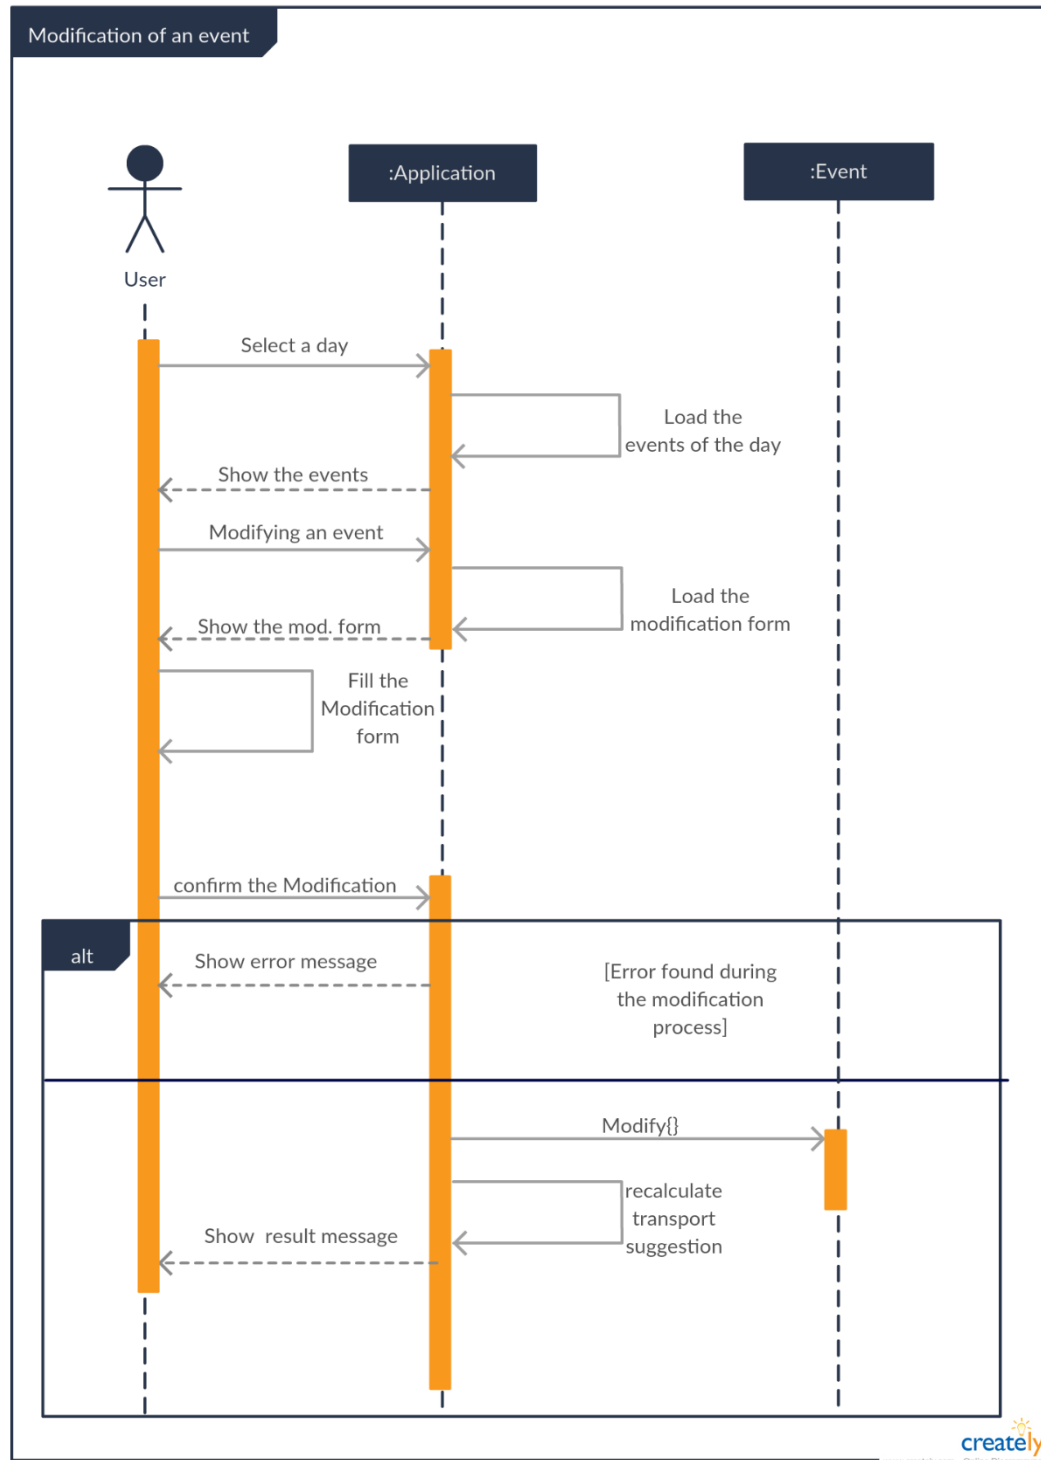 Modification of an event
:Application
:Event
User
Select a day
Load the
events of the day
Show the events
Modifying an event
Load the
modification form
Show the mod. form
Fill the
Modification
form
confirm the Modification
alt
Show error message
[Error found during
the modification
process]
Modify{}
recalculate
transport
suggestion
Show  result message
creately